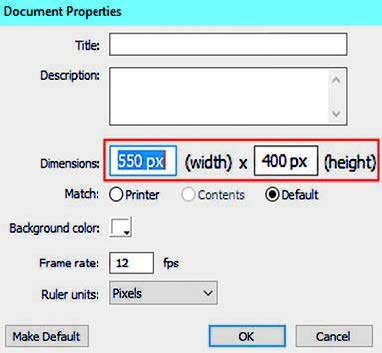 Document Properties
Title:
Description:
Dimensions: 550 px (width) x 400 px (height)
Match: Printer Contents Default
Background color:
Frame rate: 12 fps
Ruler units: Pixels
Make Default OK Cancel